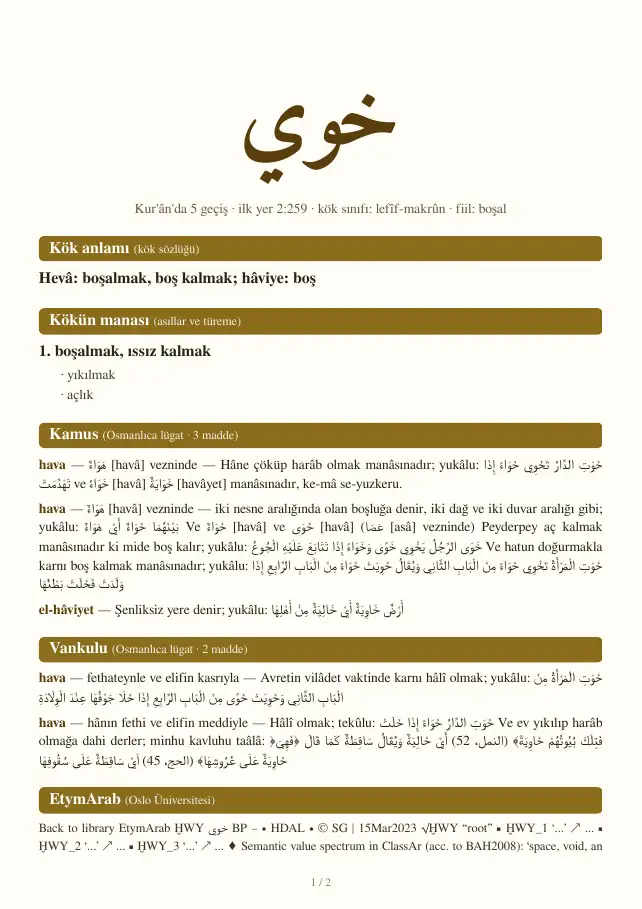 خوي
Kur'ân'da 5 geçiş · ilk yer 2:259 · kök sınıfı: lefîf-makrûn · fiil: boşal
Kök anlamı (kök sözlüğü)
Hevâ: boşalmak, boş kalmak; hâviye: boş
Kökün manası (asıllar ve türeme)
1. boşalmak, ıssız kalmak
· yıkılmak
· açlık
Kamus (Osmanlıca lügat · 3 madde)
hava — هَوَاءٌ [havâ] vezninde — Hâne çöküp harâb olmak manâsınadır; yukâlu: خَوَتِ الدَّارُ تَخْوِي خَوَاءً إِذَا
تَهَدَّمَتْ ve خَوَاءٌ [havâ] خَوَايَةٌ [havâyet] manâsınadır, ke-mâ se-yuzkeru.
hava — هَوَاءٌ [havâ] vezninde — iki nesne aralığında olan boşluğa denir, iki dağ ve iki duvar aralığı gibi;
yukâlu: بَيْنَهُمَا خَوَاءٌ أَيْ هَوَاءٌ Ve خَوَاءٌ [havâ] ve خَوًى [havâ] (عَصًا [asâ] vezninde) Peyderpey aç kalmak
manâsınadır ki mide boş kalır; yukâlu: خَوَى الرَّجُلُ يَخْوِي خَوًى وَخَوَاءً إِذَا تَتَابَعَ عَلَيْهِ الْجُوعُ Ve hatun doğurmakla
karnı boş kalmak manâsınadır; yukâlu: خَوَتِ الْمَرْأَةُ تَخْوِي خَوَاءً مِنَ الْبَابِ الثَّانِي وَيُقَالُ خَوِيَتْ خَوَاءً مِنَ الْبَابِ الرَّابِعِ إِذَا
وَلَدَتْ فَخَلَتْ بَطْنُهَا
el-hâviyet — Şenliksiz yere denir; yukâlu: أَرْضٌ خَاوِيَةٌ أَيْ خَالِيَةٌ مِنْ أَهْلِهَا
Vankulu (Osmanlıca lügat · 2 madde)
hava — fethateynle ve elifin kasrıyla — Avretin vilâdet vaktinde karnı hâlî olmak; yukâlu: خَوَتِ الْمَرْأَةُ مِنَ
الْبَابِ الثَّانِي وَخَوِيَتْ خَوًى مِنَ الْبَابِ الرَّابِعِ إِذَا خَلَا جَوْفُهَا عِنْدَ الْوِلَادَةِ
hava — hânın fethi ve elifin meddiyle — Hâlî olmak; tekûlu: خَوَتِ الدَّارُ خَوَاءً إِذَا خَلَتْ Ve ev yıkılıp harâb
olmağa dahi derler; minhu kavluhu taâlâ: ﴿فَتِلْكَ بُيُوتُهُمْ خَاوِيَةً﴾ (النمل، 52) أَيْ خَالِيَةً وَيُقَالُ سَاقِطَةً كَمَا قَالَ ﴿فَهِيَ
خَاوِيَةٌ عَلَى عُرُوشِهَا﴾ (الحج، 45) أَيْ سَاقِطَةٌ عَلَى سُقُوفِهَا
EtymArab (Oslo Üniversitesi)
Back to library EtymArab ḪWY خوي BP – • HDAL • © SG | 15Mar2023 √ḪWY “root” ▪ ḪWY_1 ‘...’ ↗ ... ▪
ḪWY_2 ‘...’ ↗ ... ▪ ḪWY_3 ‘...’ ↗ ... ♦ Semantic value spectrum in ClassAr (acc. to BAH2008): ‘space, void, an
1 / 2